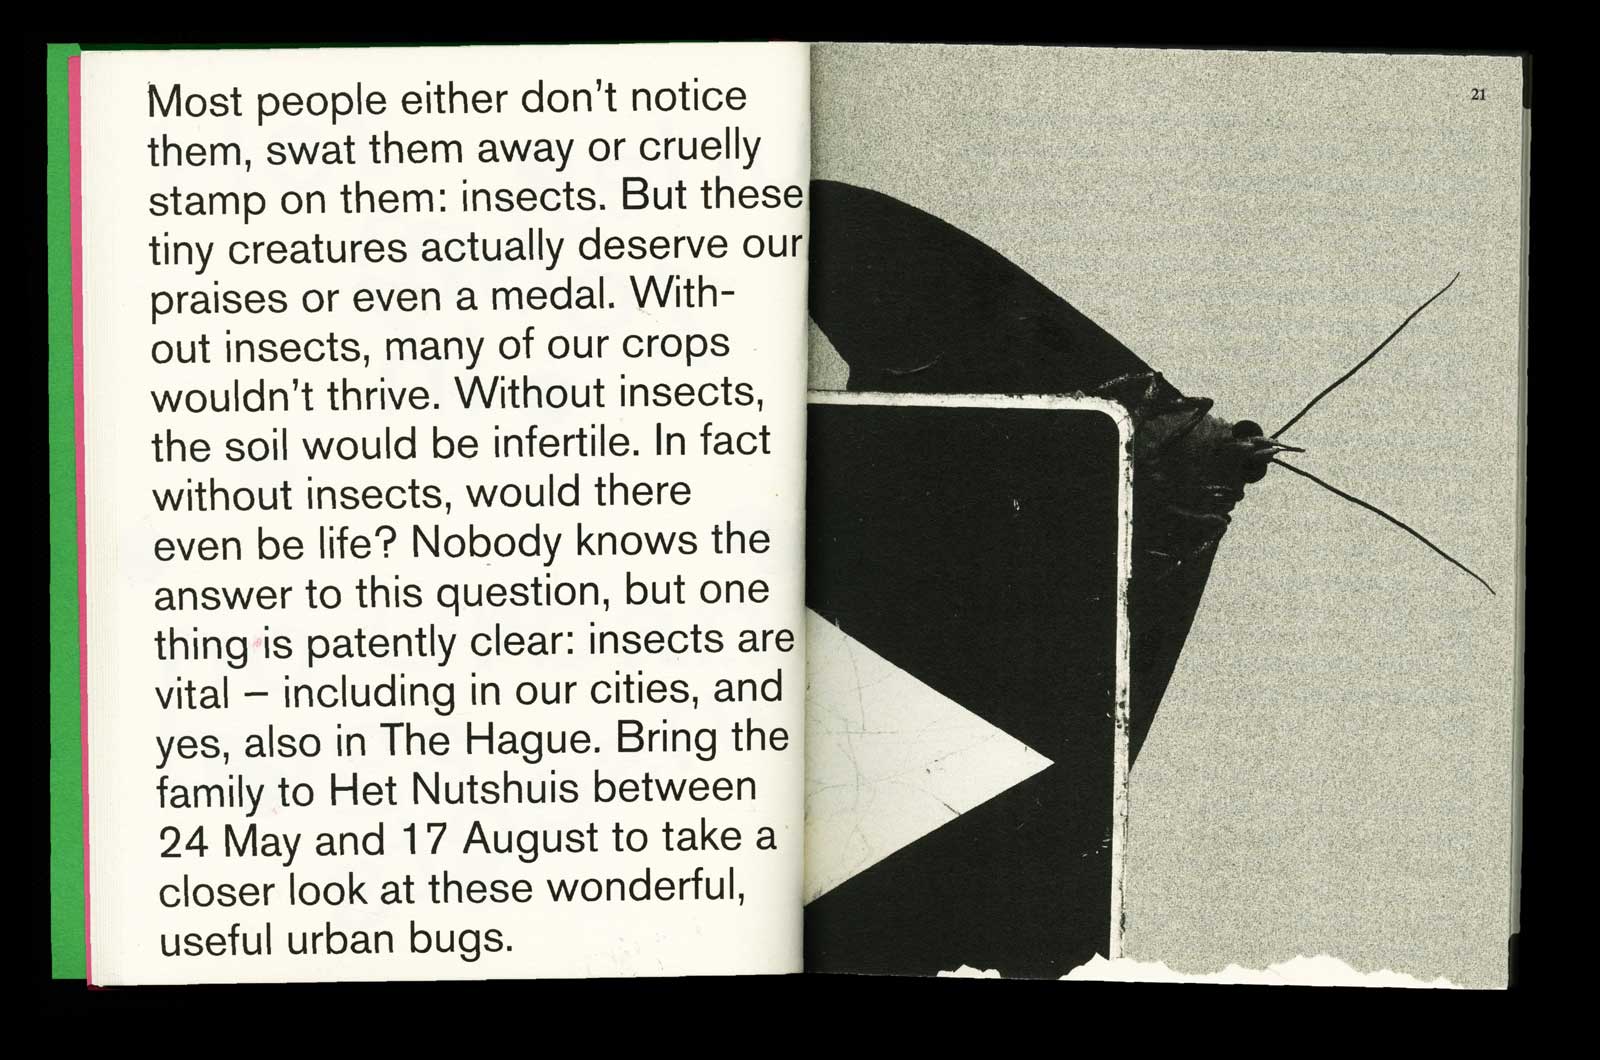 Most people either don't notice
them, swat them away or cruelly
stamp on them: insects. But these
tiny creatures actually deserve our
praises or even a medal. With-
out insects, many of our crops
wouldn't thrive. Without insects,
the soil would be infertile. In fact
without insects, would there
even be life? Nobody knows the
answer to this question, but one
thing is patently clear: insects are
vital – including in our cities, and
yes, also in The Hague. Bring the
family to Het Nutshuis between
24 May and 17 August to take a
closer look at these wonderful,
useful urban bugs.
21